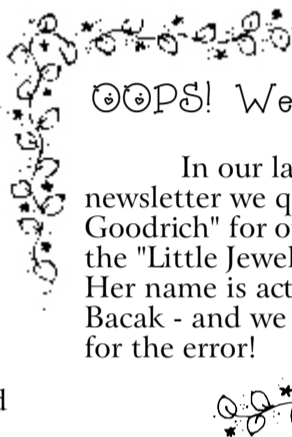 OOPS! We
In our la
newsletter we q
Goodrich" for o
the "Little Jewel
Her name is act
Bacak - and we
for the error!
d